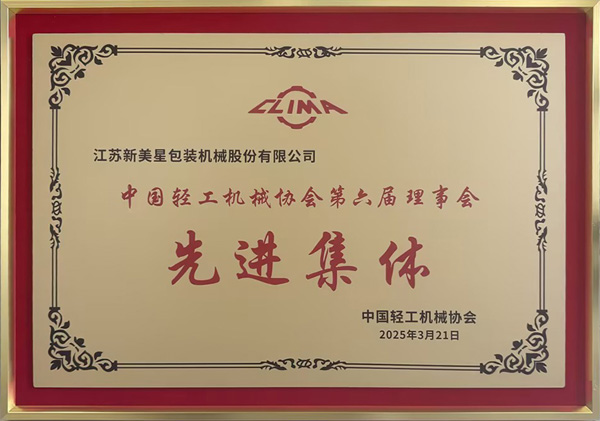 CLIMA
江苏新美星包装机械股份有限公司
中国轻工机械协会第六届理事会
先进集体
中国轻工机械协会
2025年3月21日